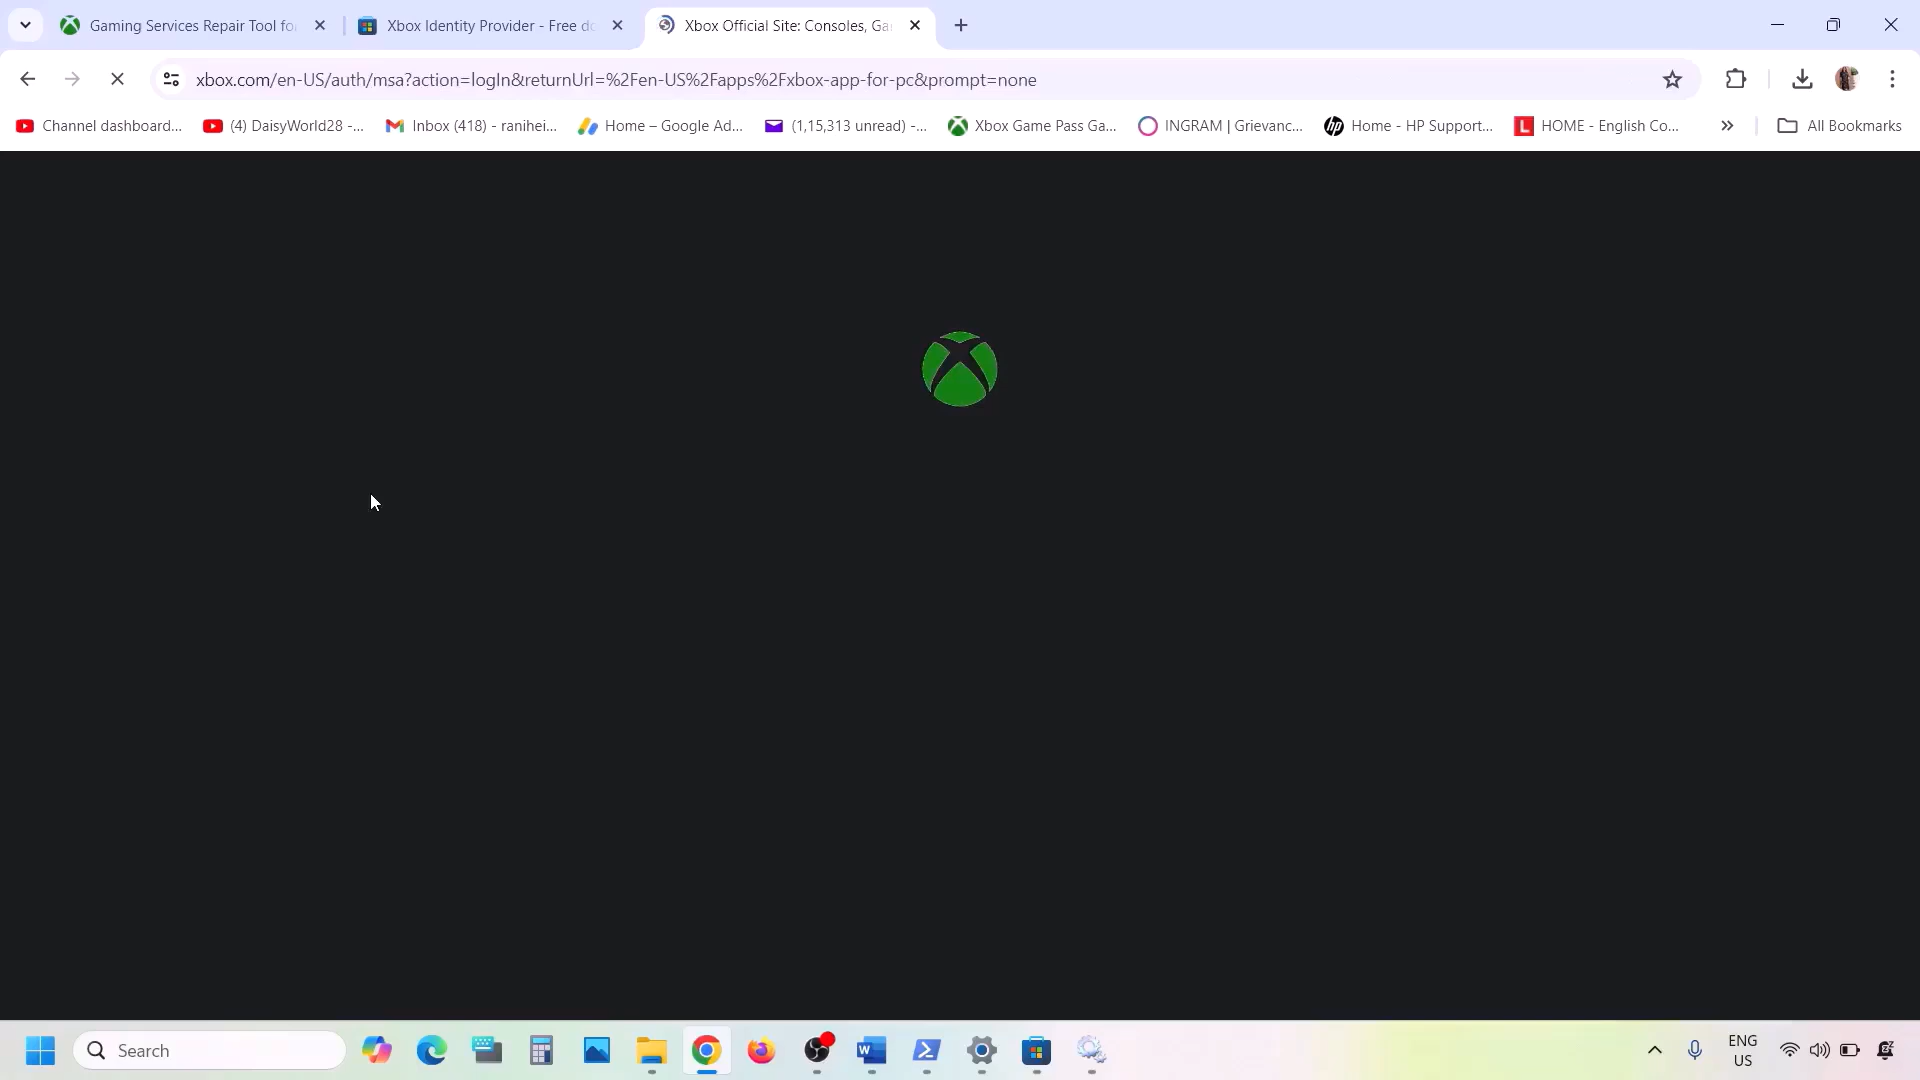 Gaming Services Repair Tool fo
Xbox Identity Provider - Free do
Xbox Official Site: Consoles, Ga
xbox.com/en-US/auth/msa?action=logIn&returnUrl=%2Fen-US%2Fapps%2Fxbox-app-for-pc&prompt=none
Channel dashboard...
(4) DaisyWorld28 -...
Inbox (418) - ranihei...
Home – Google Ad...
(1,15,313 unread) -...
Xbox Game Pass Ga...
INGRAM | Grievanc...
Home - HP Support...
HOME - English Co...
All Bookmarks
Search
ENG
US